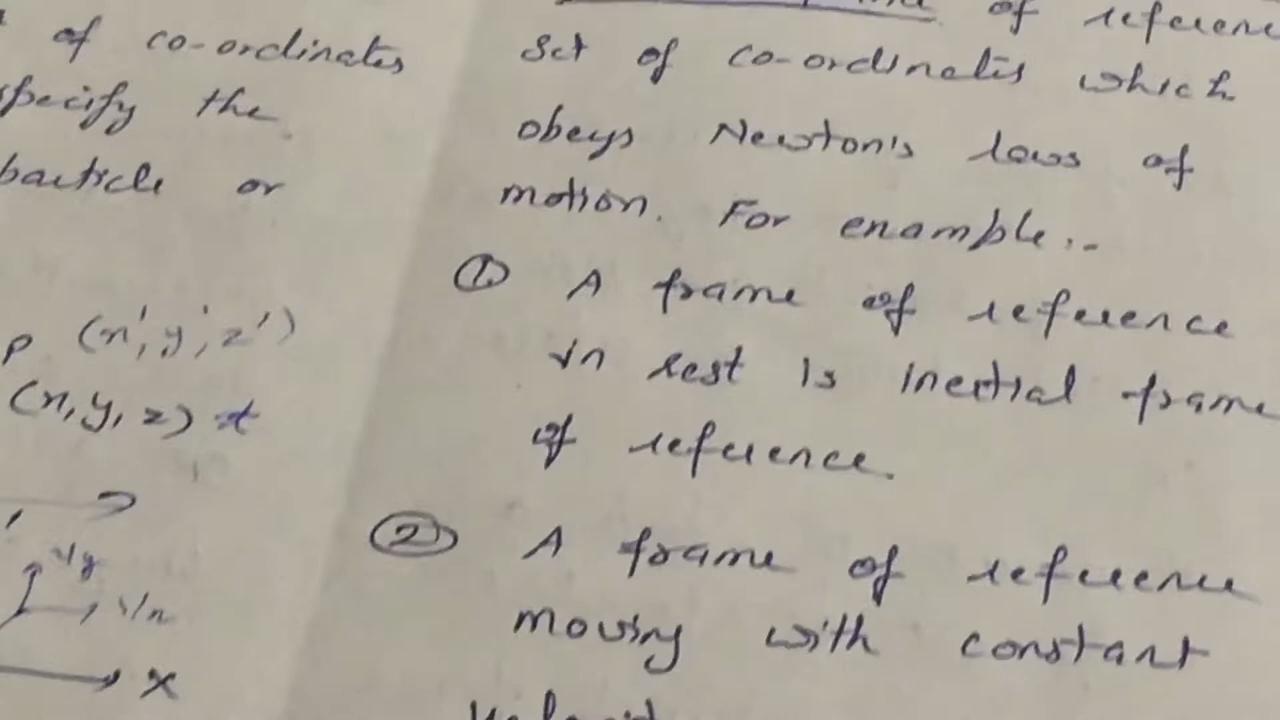 of co-ordinates
specify the
particle or
P (x', y', z')
(x, y, z) t
x
of reference
set of co-ordinates which
obeys Newton's laws of
motion. For enample:-
① A frame of reference
in rest is inertial frame
of reference.
② A frame of reference
moving with constant